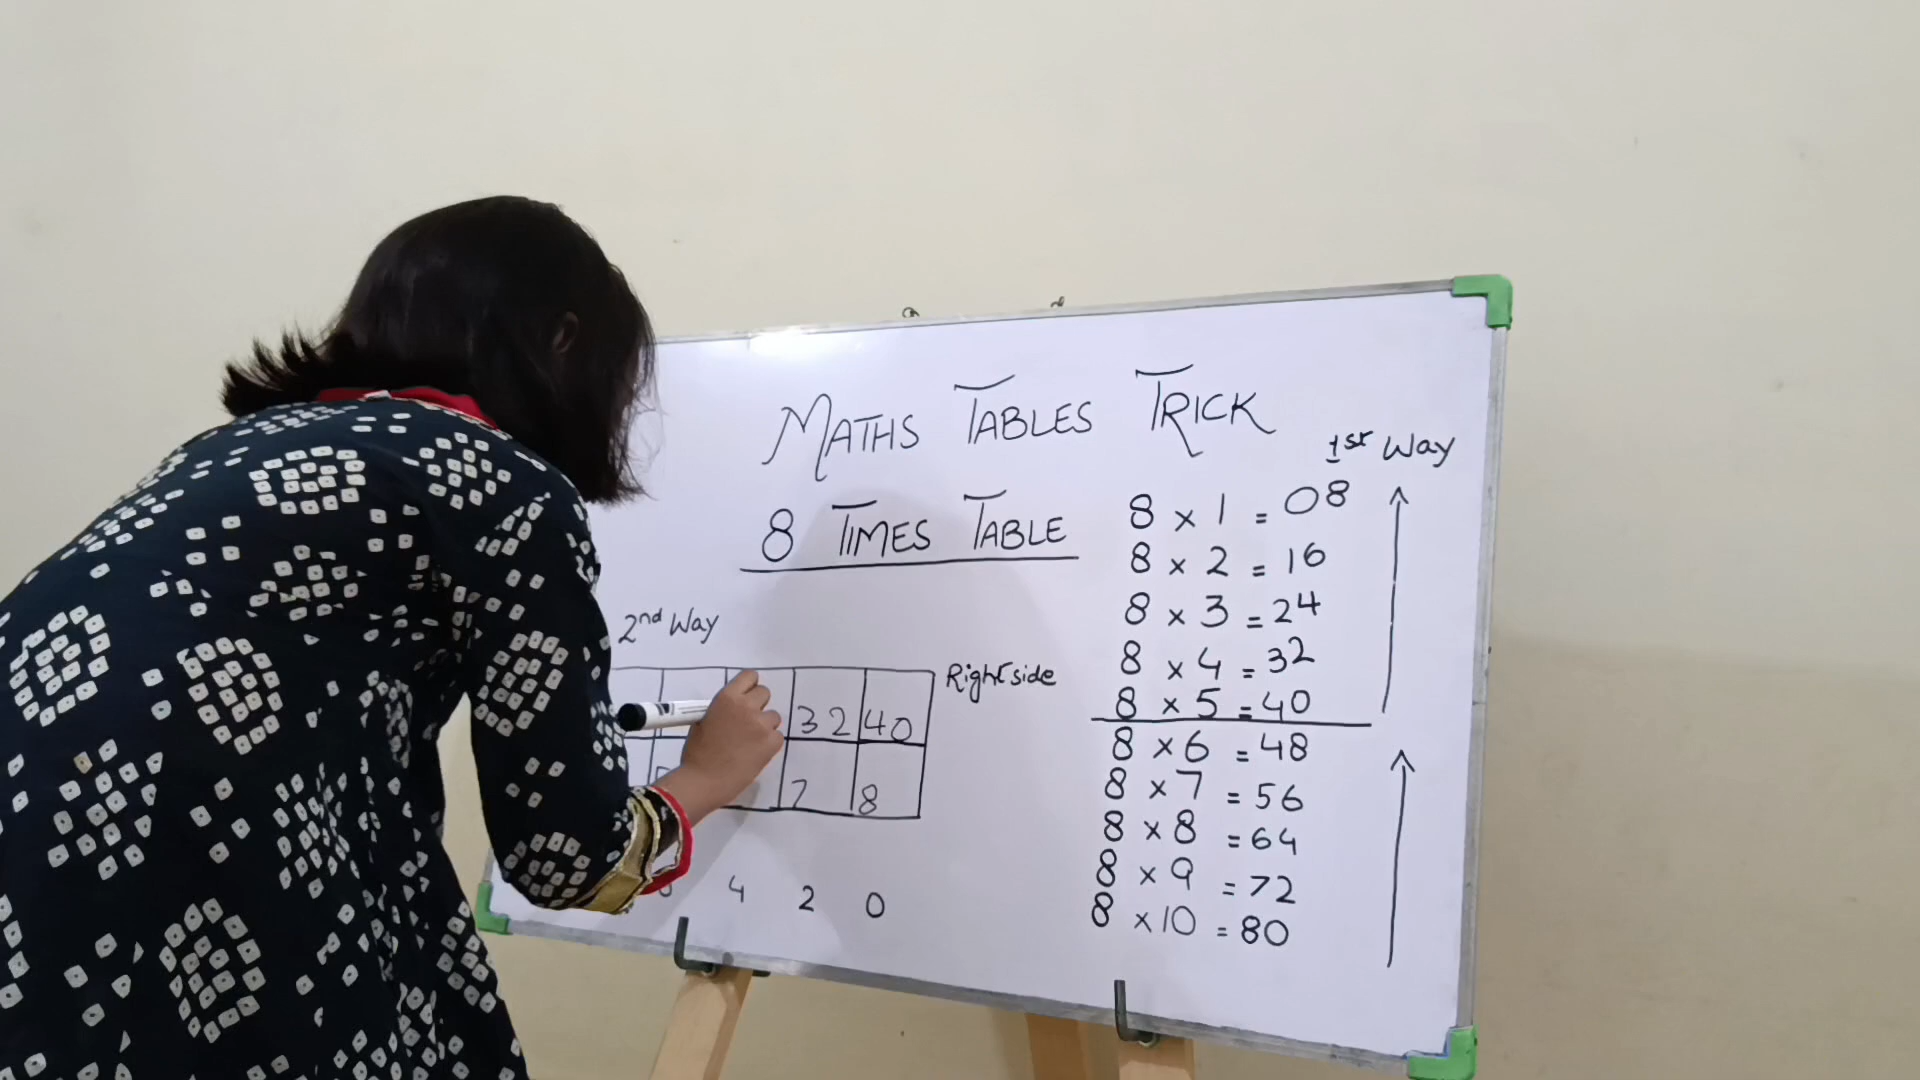 MATHS TABLES TRICK
8 TIMES TABLE
1st Way
8 × 1 = 08
8 × 2 = 16
8 × 3 = 24
8 × 4 = 32
8 × 5 = 40
8 × 6 = 48
8 × 7 = 56
8 × 8 = 64
8 × 9 = 72
8 × 10 = 80
2nd Way
Right side
32 40
7 8
4 2 0